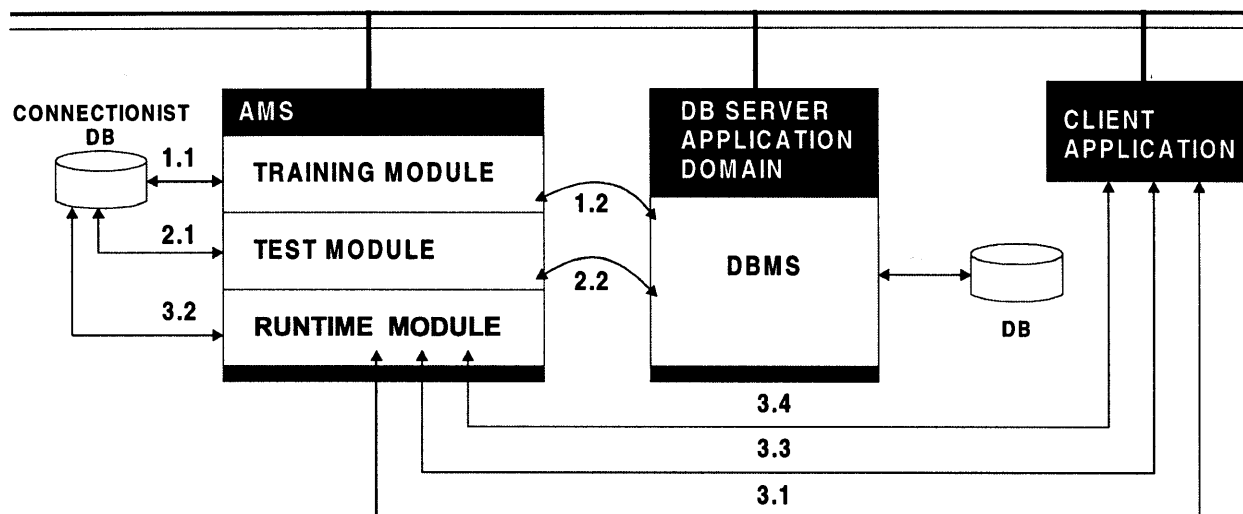 CONNECTIONIST
DB
1.1
2.1
3.2
AMS
TRAINING MODULE
TEST MODULE
RUNTIME MODULE
1.2
2.2
DB SERVER
APPLICATION
DOMAIN
DBMS
DB
CLIENT
APPLICATION
3.4
3.3
3.1